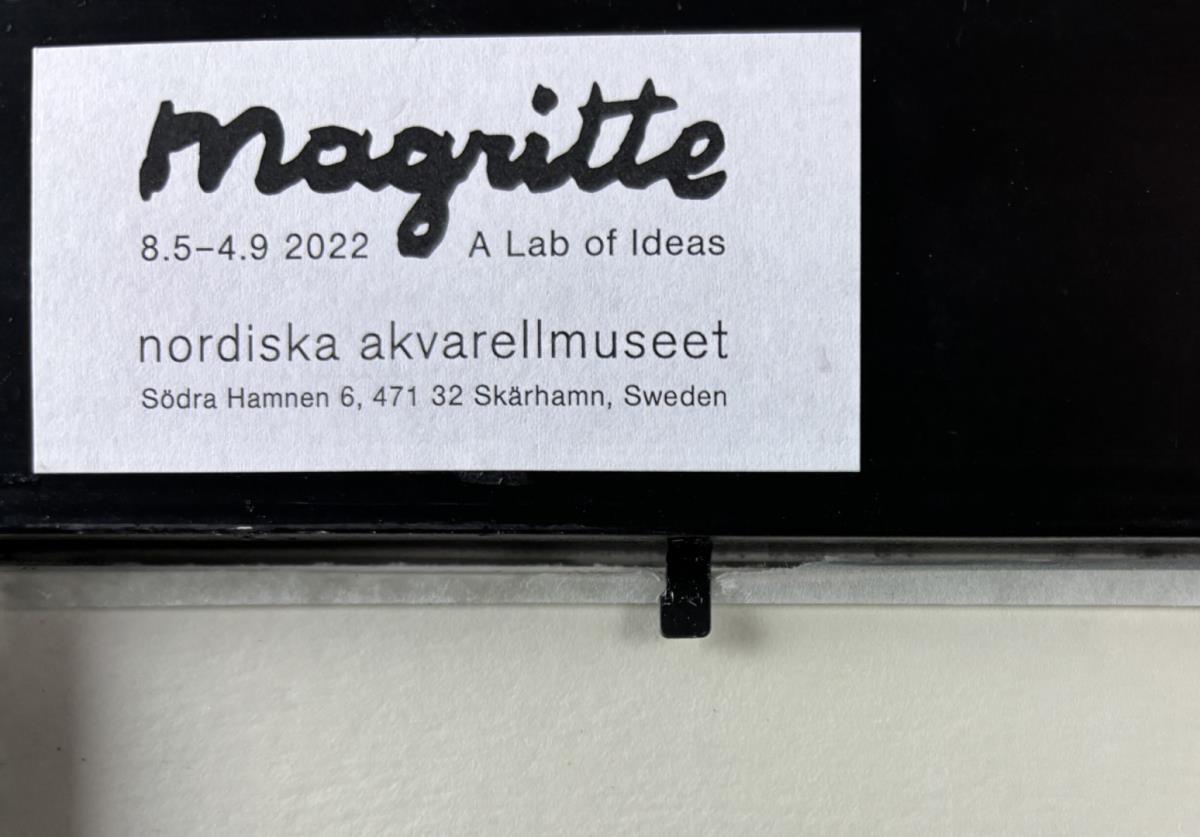 magritte
8.5–4.9 2022 A Lab of Ideas
nordiska akvarellmuseet
Södra Hamnen 6, 471 32 Skärhamn, Sweden